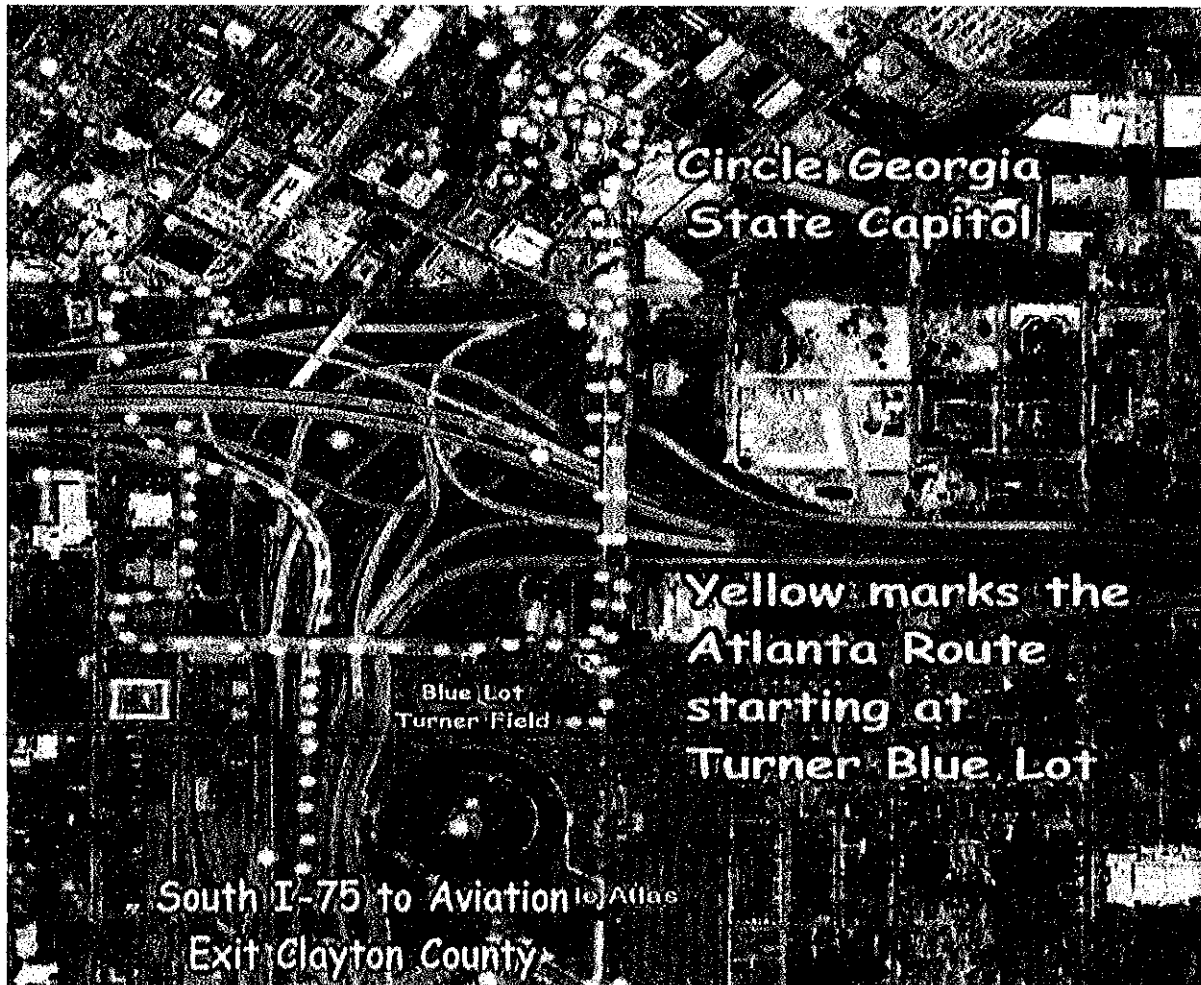 Circle Georgia
State Capitol
Yellow marks the
Atlanta Route
starting at
Turner Blue Lot
Blue Lot
Turner Field
South I-75 to Aviation
Exit Clayton County
Atlas